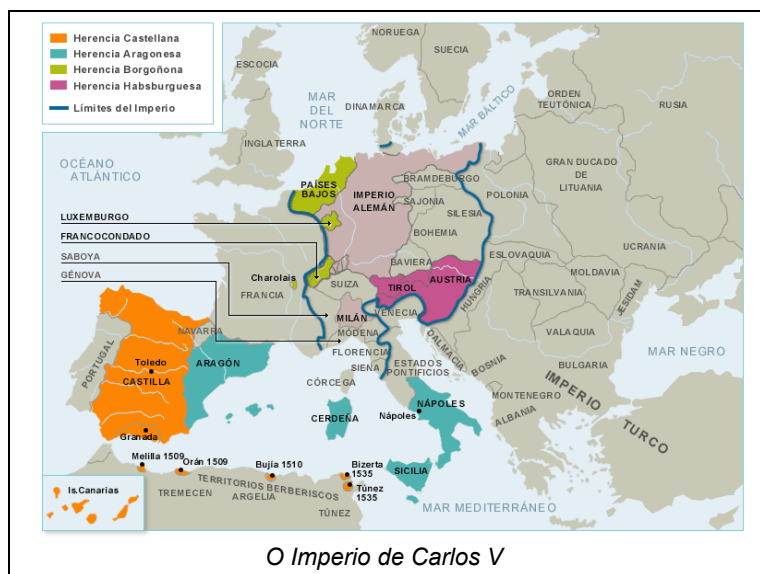 Herencia Castellana
Herencia Aragonesa
Herencia Borgoñona
Herencia Habsburguesa
Límites del Imperio
NORUEGA
SUECIA
ESCOCIA
MAR
DEL
NORTE
DINAMARCA
MAR BÁLTICO
ORDEN
TEUTÓNICA
RUSIA
INGLATERRA
OCÉANO
ATLÁNTICO
PAÍSES
BAJOS
IMPERIO
ALEMÁN
BRAMDEBURGO
SAJONIA
SILESIA
BOHEMIA
POLONIA
GRAN DUCADO
DE
LITUANIA
LUXEMBURGO
FRANCOCONDADO
SABOYA
GÉNOVA
Charolais
FRANCIA
SUIZA
BAVIERA
TIROL
AUSTRIA
ESLOVAQUIA
HUNGRIA
UCRANIA
MOLDAVIA
JESIDAM
TRANSILVANIA
VALAQUIA
MILÁN
VENECIA
MÓDENA
FLORENCIA
SIENA
ESTADOS
PONTIFICIOS
DALMACIA
BOSNIA
BULGARIA
MAR NEGRO
MONTENEGRO
ALBANIA
IMPERIO
TURCO
CÓRCEGA
CERDEÑA
NÁPOLES
Nápoles
SICILIA
NAVARRA
PORTUGAL
Toledo
CASTILLA
ARAGÓN
Granada
Melilla 1509
Orán 1509
Bujía 1510
Bizerta
1535
Túnez
1535
Is.Canarias
TREMECEN
TERRITORIOS BERBERISCOS
ARGELIA
TÚNEZ
MAR MEDITERRÁNEO
O Imperio de Carlos V